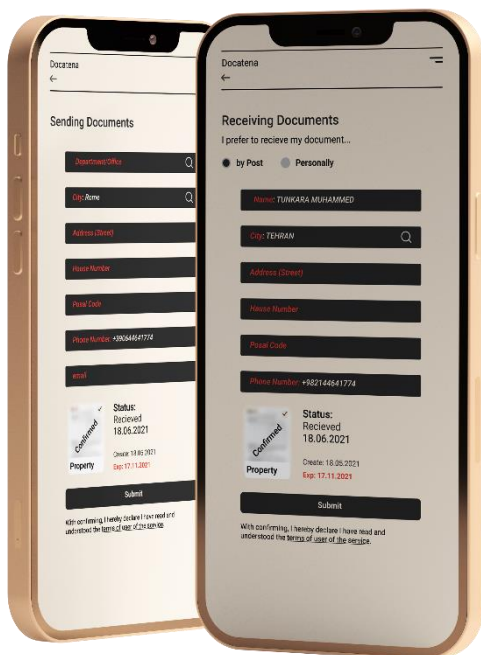 Docatena
←
Sending Documents
Department/Office
City: Rome
Address (Street)
House Number
Posal Code
Phone Number: +390644641774
email
Confirmed
Property
Status:
Recieved
18.06.2021
Create: 18.06.2021
Exp: 17.11.2021
Submit
With confirming, I hereby declare I have read and
understood the terms of user of the service
Docatena
←
Receiving Documents
I prefer to recieve my document...
by Post Personally
Name: TUNKARA MUHAMMED
City: TEHRAN
Address (Street)
House Number
Posal Code
Phone Number: +982144641774
Confirmed
Property
Status:
Recieved
18.06.2021
Create: 18.05.2021
Exp: 17.11.2021
Submit
With confirming, I hereby declare I have read and
understood the terms of user of the service.